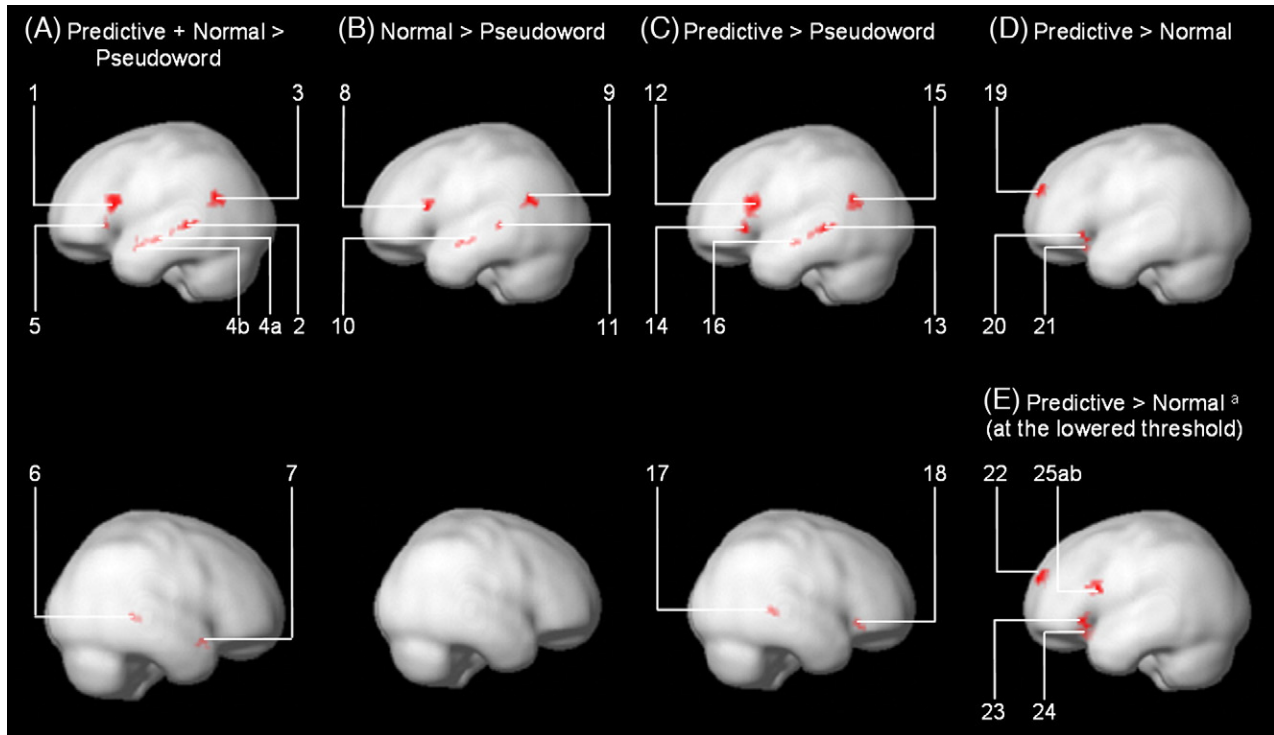 (A) Predictive + Normal >
Pseudoword
(B) Normal > Pseudoword
(C) Predictive > Pseudoword
(D) Predictive > Normal
1
3
8
9
12
15
19
5
4b
4a
2
10
11
14
16
13
20
21
(E) Predictive > Normal a
(at the lowered threshold)
6
7
17
18
22
25ab
23
24